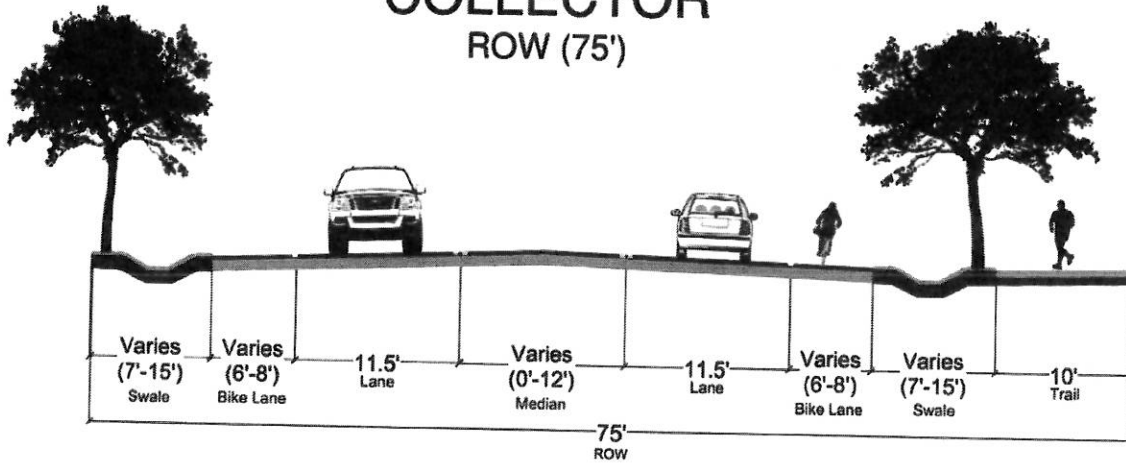 COLLECTOR
ROW (75')
Varies
(7'-15')
Swale
Varies
(6'-8')
Bike Lane
11.5'
Lane
Varies
(0'-12')
Median
11.5'
Lane
Varies
(6'-8')
Bike Lane
Varies
(7'-15')
Swale
10'
Trail
75'
ROW